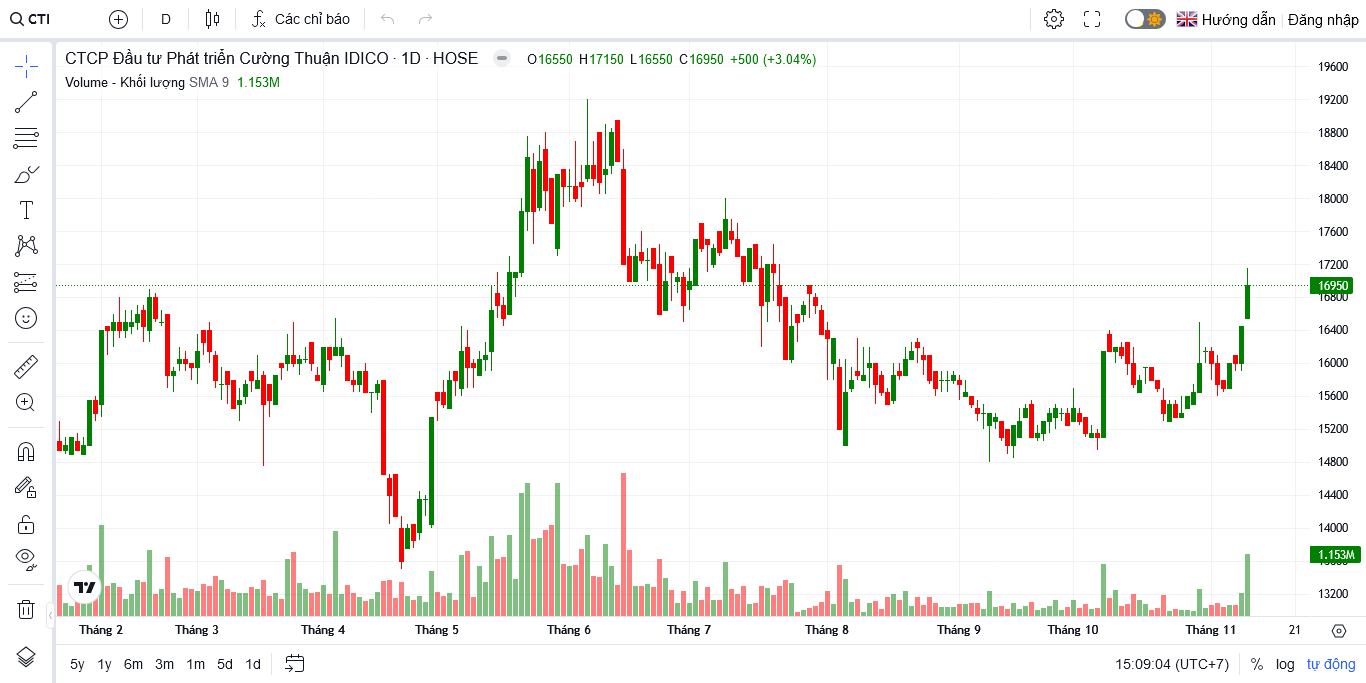 CTI D Các chỉ báo Hướng dẫn Đăng nhập
CTCP Đầu tư Phát triển Cường Thuận IDICO · 1D · HOSE O16550 H17150 L16550 C16950 +500 (+3.04%)
Volume - Khối lượng SMA 9 1.153M
19600
19200
18800
18400
18000
17600
17200
16950
16800
16400
16000
15600
15200
14800
14400
14000
1.153M
13200
Tháng 2 Tháng 3 Tháng 4 Tháng 5 Tháng 6 Tháng 7 Tháng 8 Tháng 9 Tháng 10 Tháng 11 21
5y 1y 6m 3m 1m 5d 1d 15:09:04 (UTC+7) % log tự động